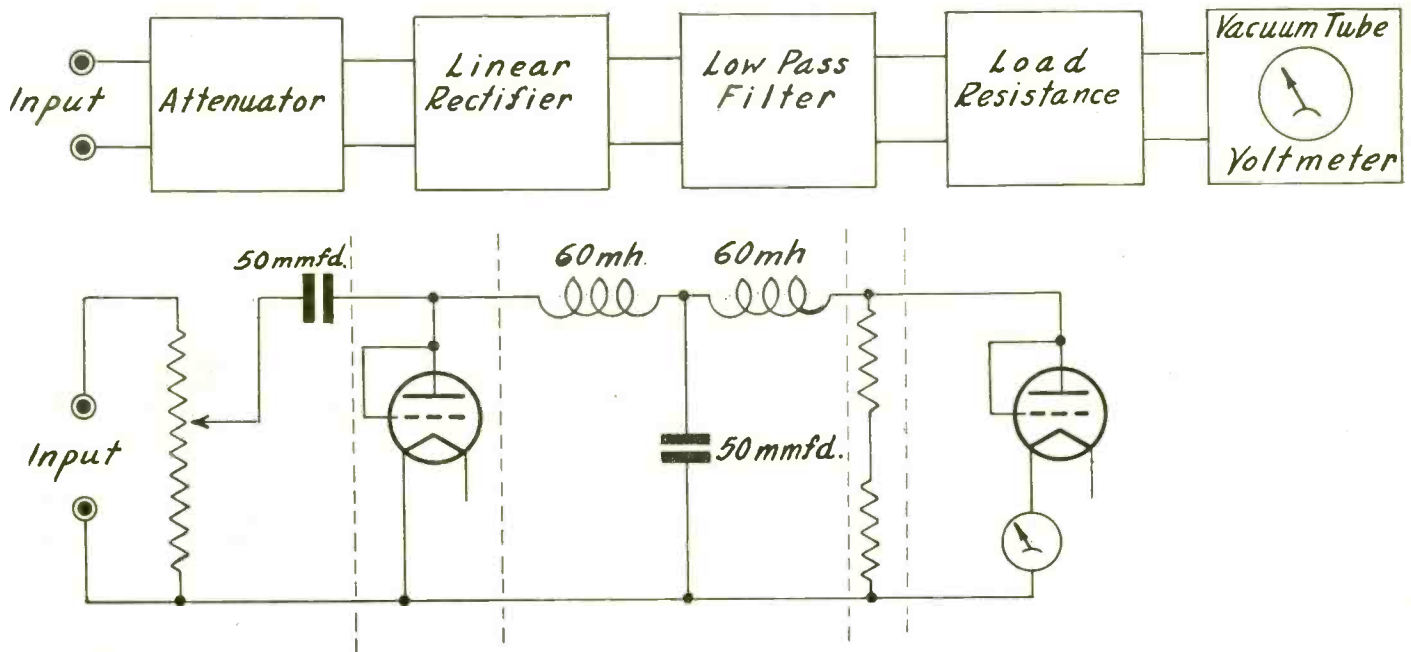 Input
Attenuator
Linear
Rectifier
Low Pass
Filter
Load
Resistance
Vacuum Tube
Voltmeter
50mmfd.
60mh.
60mh
Input
50mmfd.